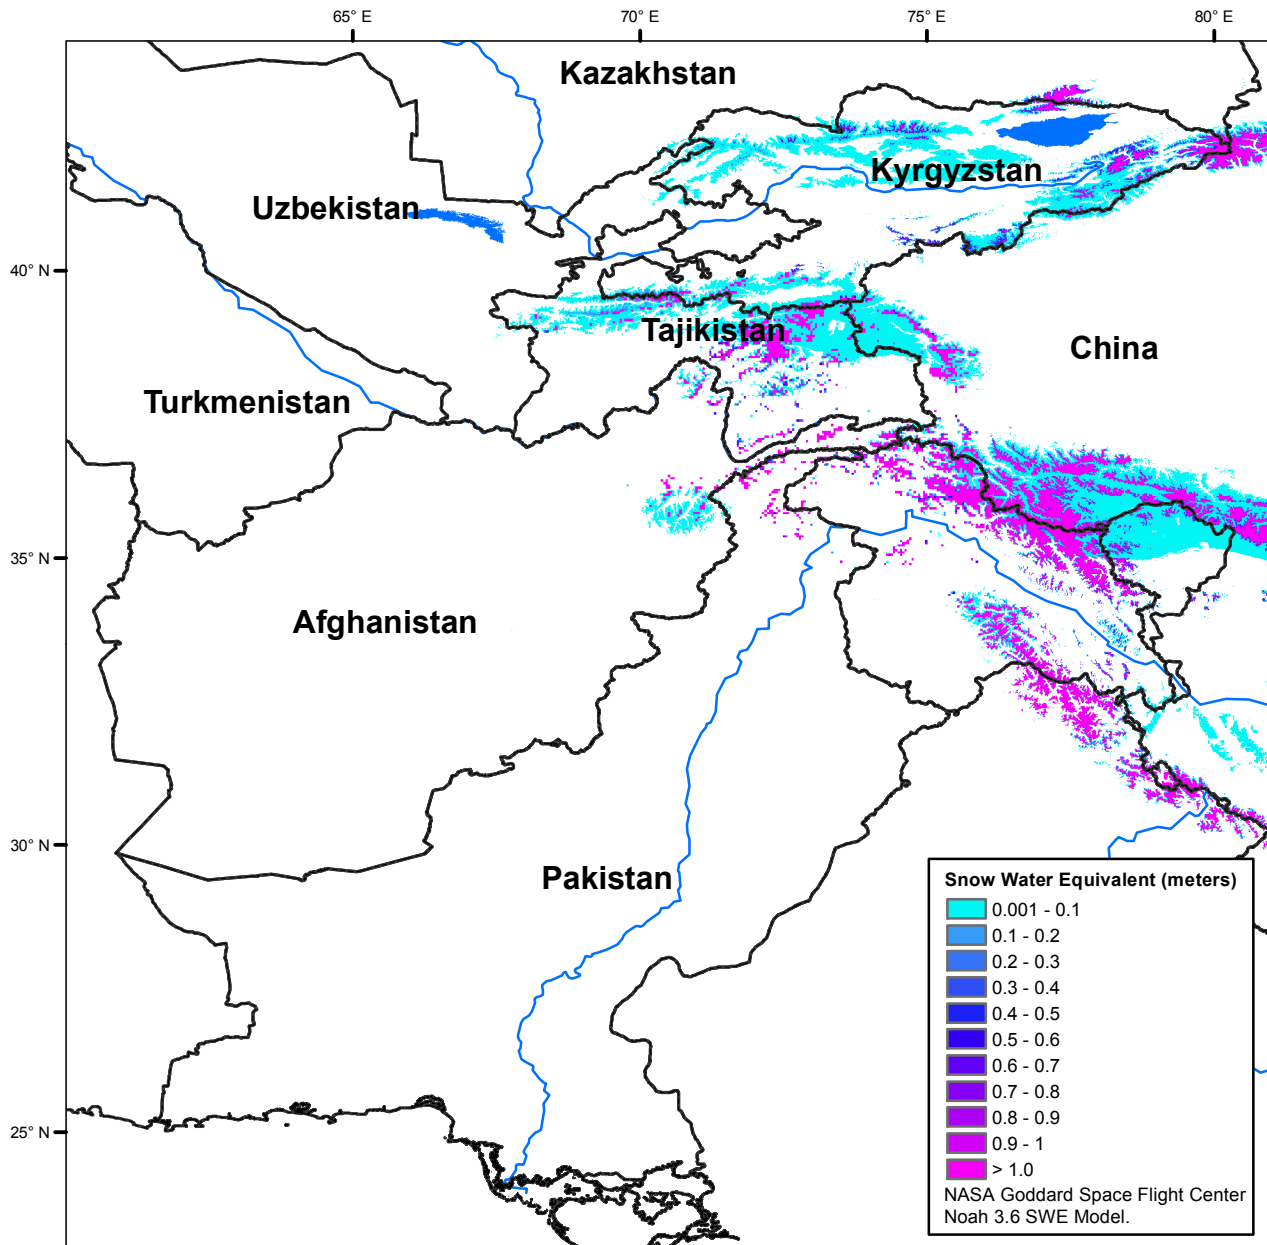 65° E
70° E
75° E
80° E
Kazakhstan
Kyrgyzstan
Uzbekistan
40° N
Tajikistan
China
Turkmenistan
35° N
Afghanistan
30° N
Pakistan
25° N
Snow Water Equivalent (meters)
0.001 - 0.1
0.1 - 0.2
0.2 - 0.3
0.3 - 0.4
0.4 - 0.5
0.5 - 0.6
0.6 - 0.7
0.7 - 0.8
0.8 - 0.9
0.9 - 1
> 1.0
NASA Goddard Space Flight Center
Noah 3.6 SWE Model.